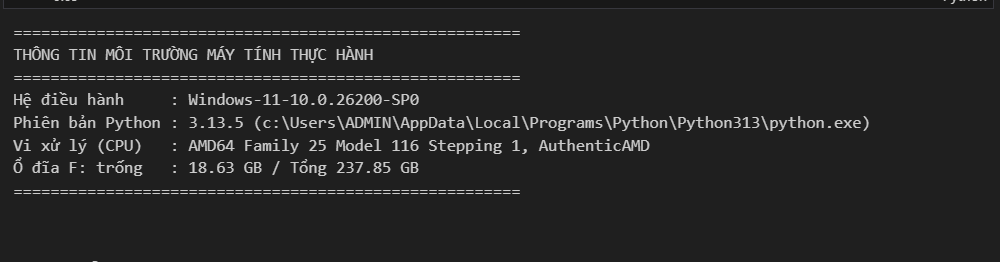 ======================================================
THÔNG TIN MÔI TRƯỜNG MÁY TÍNH THỰC HÀNH
======================================================
Hệ điều hành     : Windows-11-10.0.26200-SP0
Phiên bản Python : 3.13.5 (c:\Users\ADMIN\AppData\Local\Programs\Python\Python313\python.exe)
Vi xử lý (CPU)   : AMD64 Family 25 Model 116 Stepping 1, AuthenticAMD
Ổ đĩa F: trống   : 18.63 GB / Tổng 237.85 GB
======================================================